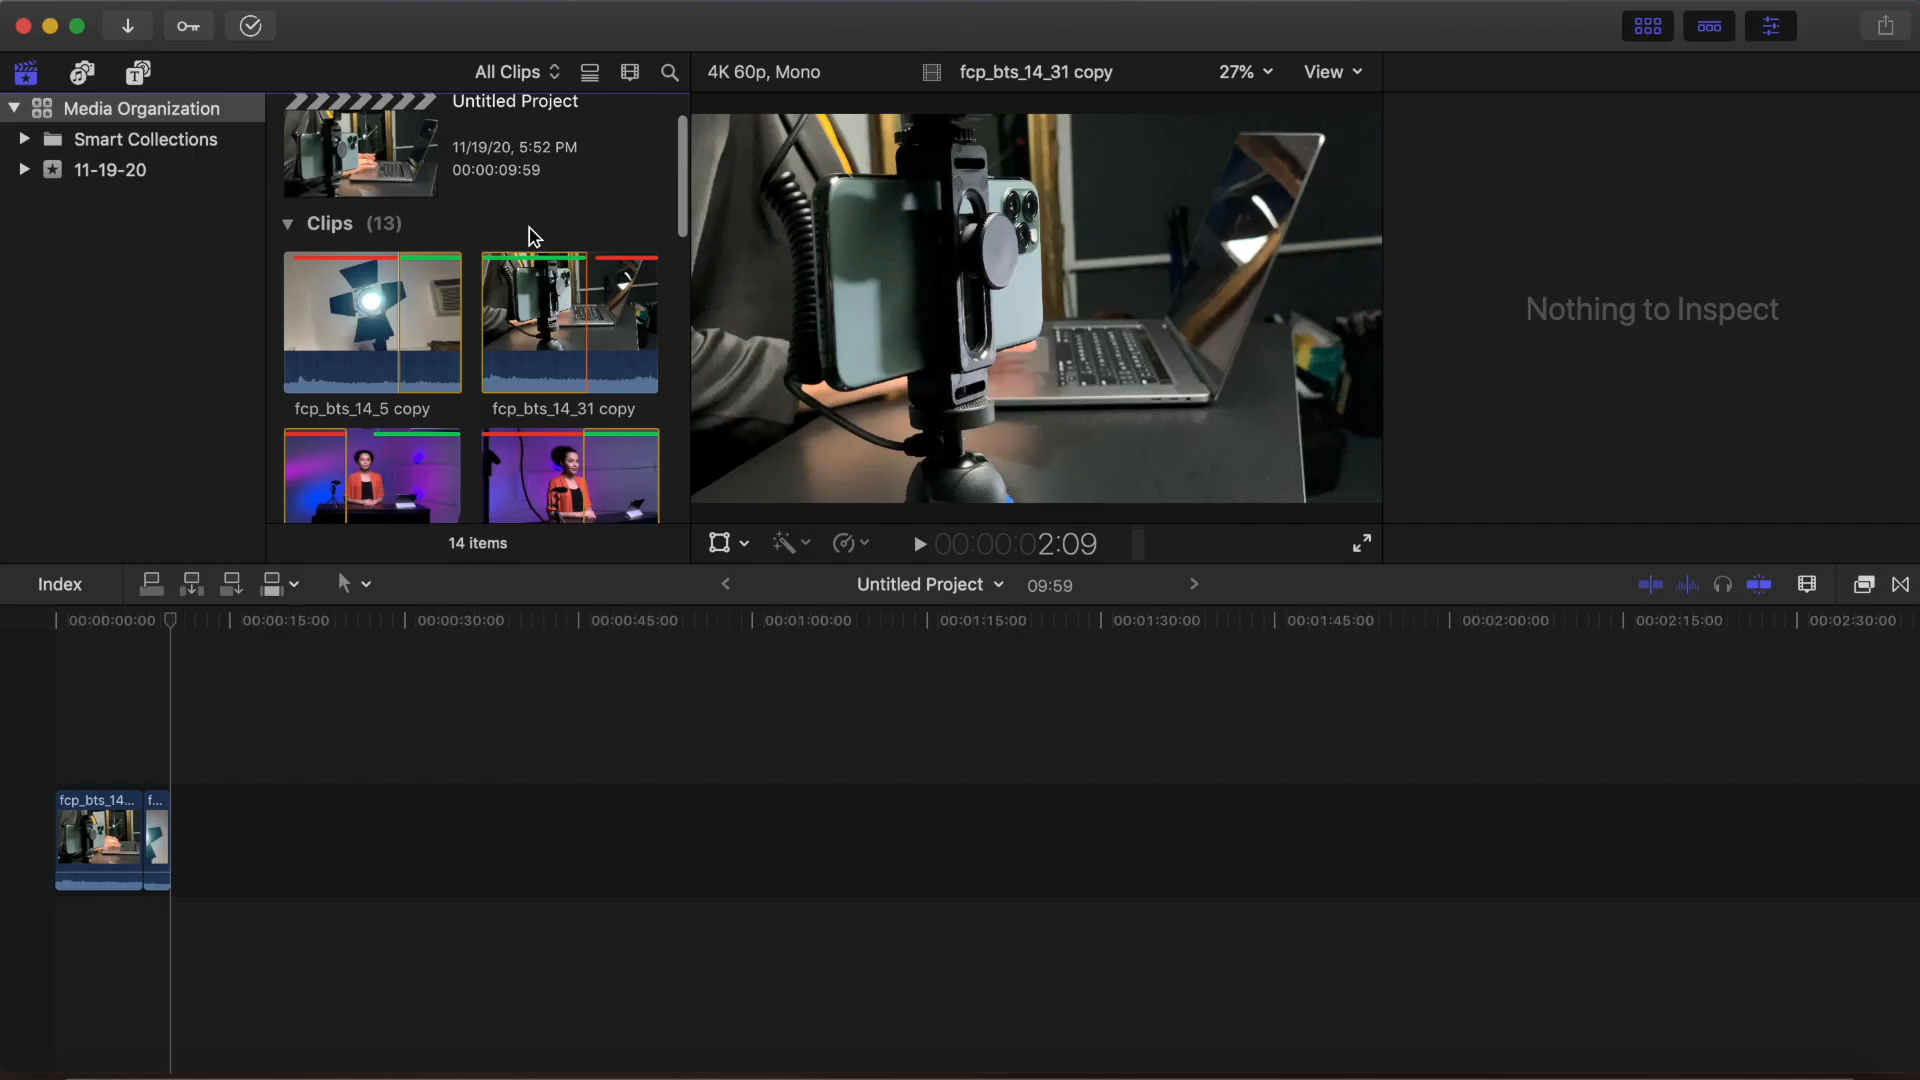 All Clips
4K 60p, Mono
fcp_bts_14_31 copy
27%
View
Media Organization
Smart Collections
11-19-20
Untitled Project
11/19/20, 5:52 PM
00:00:09:59
Clips (13)
fcp_bts_14_5 copy
fcp_bts_14_31 copy
14 items
Nothing to Inspect
00:00:02:09
Index
Untitled Project
09:59
00:00:00:00
00:00:15:00
00:00:30:00
00:00:45:00
00:01:00:00
00:01:15:00
00:01:30:00
00:01:45:00
00:02:00:00
00:02:15:00
00:02:30:00
fcp_bts_14...
f...